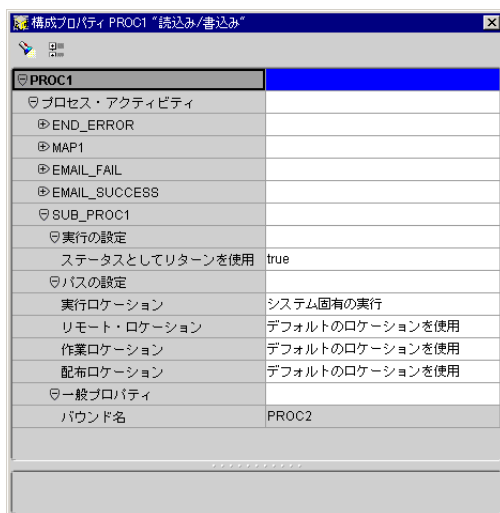 構成プロパティ PROC1 "読込み/書込み"
PROC1
プロセス・アクティビティ
END_ERROR
MAP1
EMAIL_FAIL
EMAIL_SUCCESS
SUB_PROC1
実行の設定
ステータスとしてリターンを使用 true
パスの設定
実行ロケーション システム固有の実行
リモート・ロケーション デフォルトのロケーションを使用
作業ロケーション デフォルトのロケーションを使用
配布ロケーション デフォルトのロケーションを使用
一般プロパティ
バウンド名 PROC2